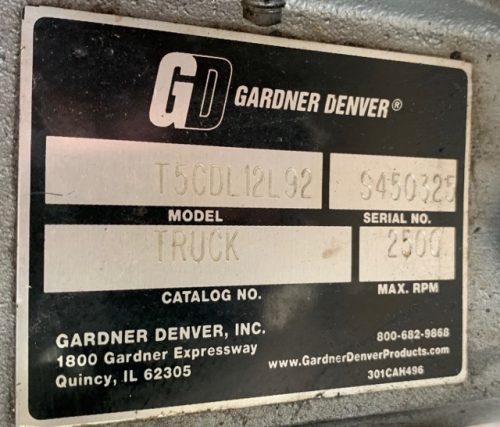 GD GARDNER DENVER®
T5CDL12L92 S450325
MODEL SERIAL NO.
TRUCK 2500
CATALOG NO. MAX. RPM
GARDNER DENVER, INC.
1800 Gardner Expressway
Quincy, IL 62305
800-682-9868
www.GardnerDenverProducts.com
301CAH496